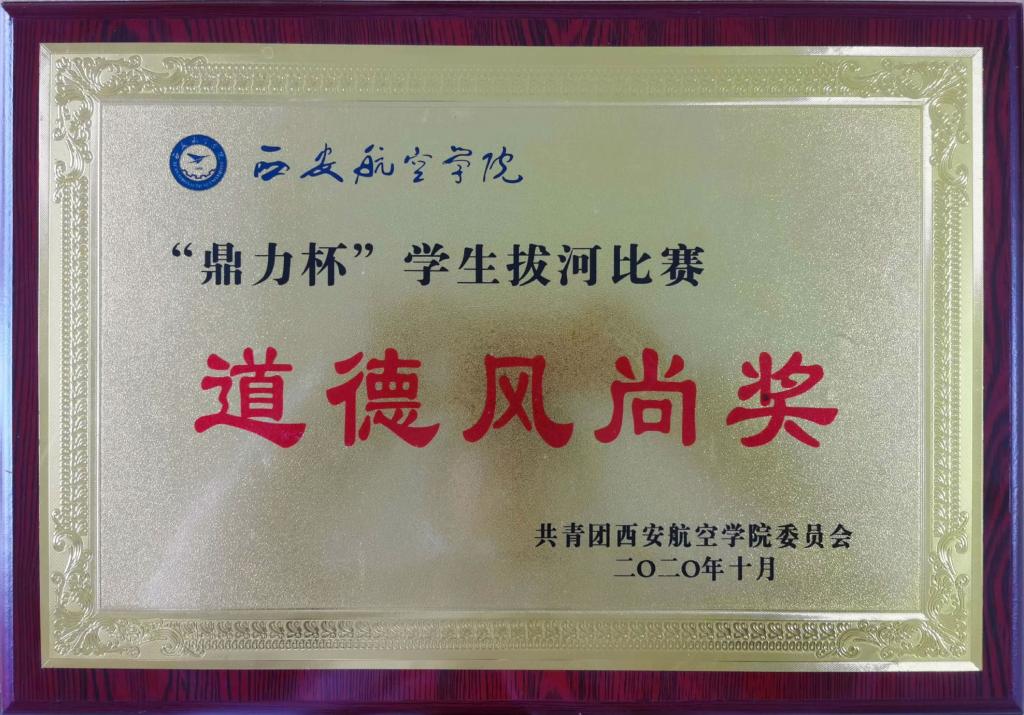 西安航空学院
“鼎力杯”学生拔河比赛
道德风尚奖
共青团西安航空学院委员会
二〇二〇年十月